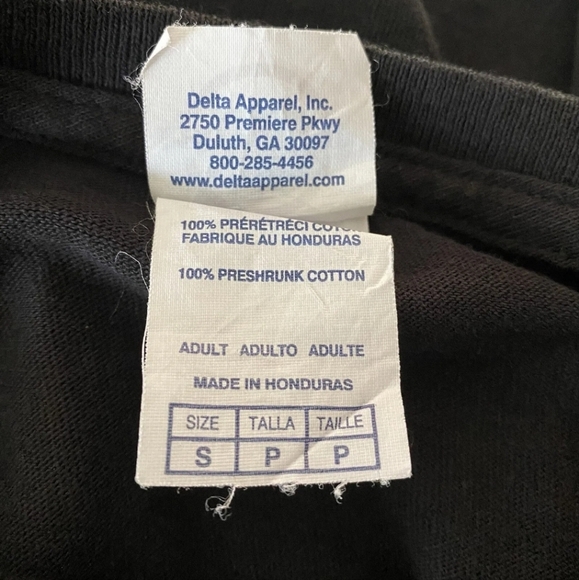 Delta Apparel, Inc.
2750 Premiere Pkwy
Duluth, GA 30097
800-285-4456
www.deltaapparel.com
100% PRÉRÉTRÉCI
FABRIQUE AU HONDURAS
100% PRESHRUNK COTTON
ADULT ADULTO ADULTE
MADE IN HONDURAS
SIZE TALLA TAILLE
S P P